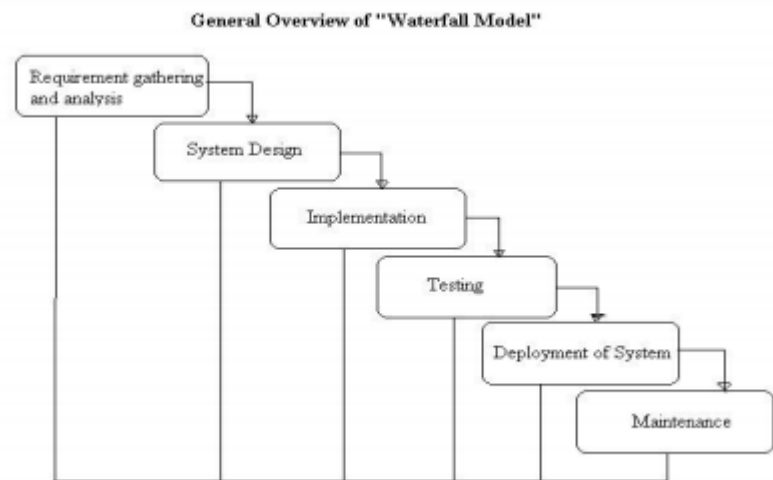 General Overview of "Waterfall Model"
Requirement gathering
and analysis
System Design
Implementation
Testing
Deployment of System
Maintenance